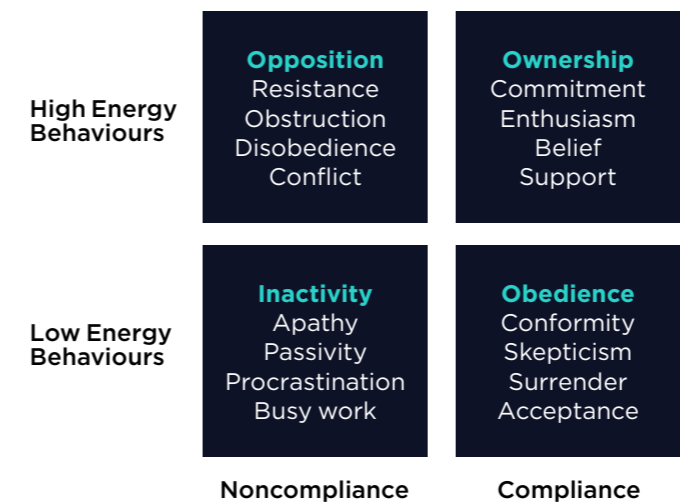 High Energy
Behaviours
Opposition
Resistance
Obstruction
Disobedience
Conflict
Ownership
Commitment
Enthusiasm
Belief
Support
Low Energy
Behaviours
Inactivity
Apathy
Passivity
Procrastination
Busy work
Obedience
Conformity
Skepticism
Surrender
Acceptance
Noncompliance
Compliance